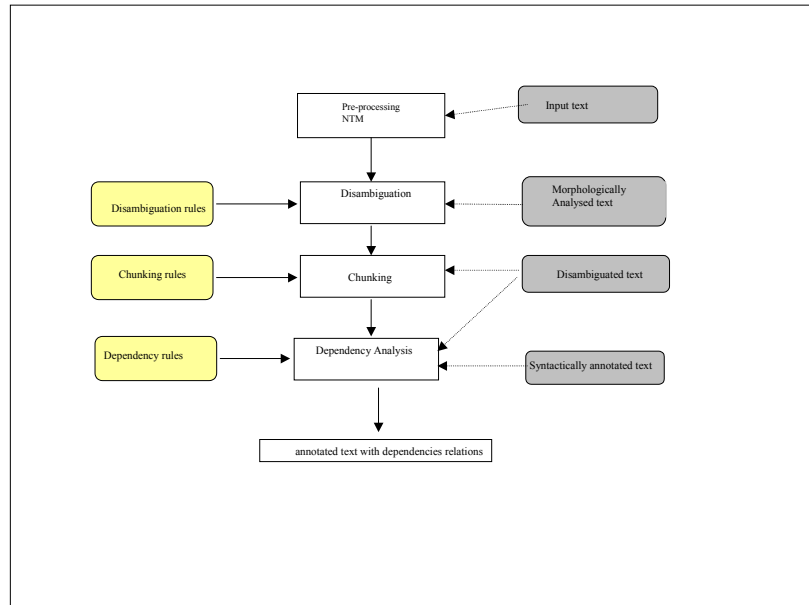 Pre-processing
NTM
Input text
Disambiguation rules
Disambiguation
Morphologically
Analysed text
Chunking rules
Chunking
Disambiguated text
Dependency rules
Dependency Analysis
Syntactically annotated text
annotated text with dependencies relations